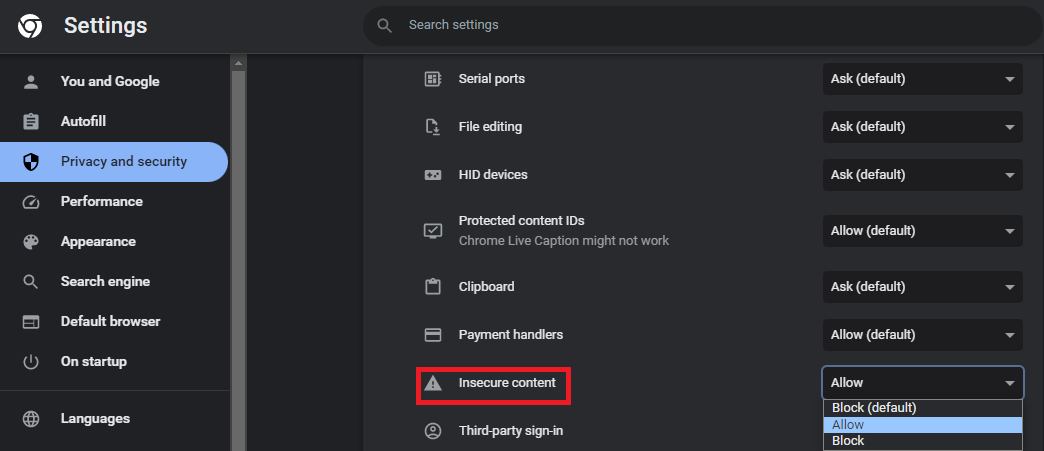 Settings
Search settings
You and Google
Autofill
Privacy and security
Performance
Appearance
Search engine
Default browser
On startup
Languages
Serial ports
Ask (default)
File editing
Ask (default)
HID devices
Ask (default)
Protected content IDs
Chrome Live Caption might not work
Allow (default)
Clipboard
Ask (default)
Payment handlers
Allow (default)
Insecure content
Allow
Block (default)
Allow
Block
Third-party sign-in